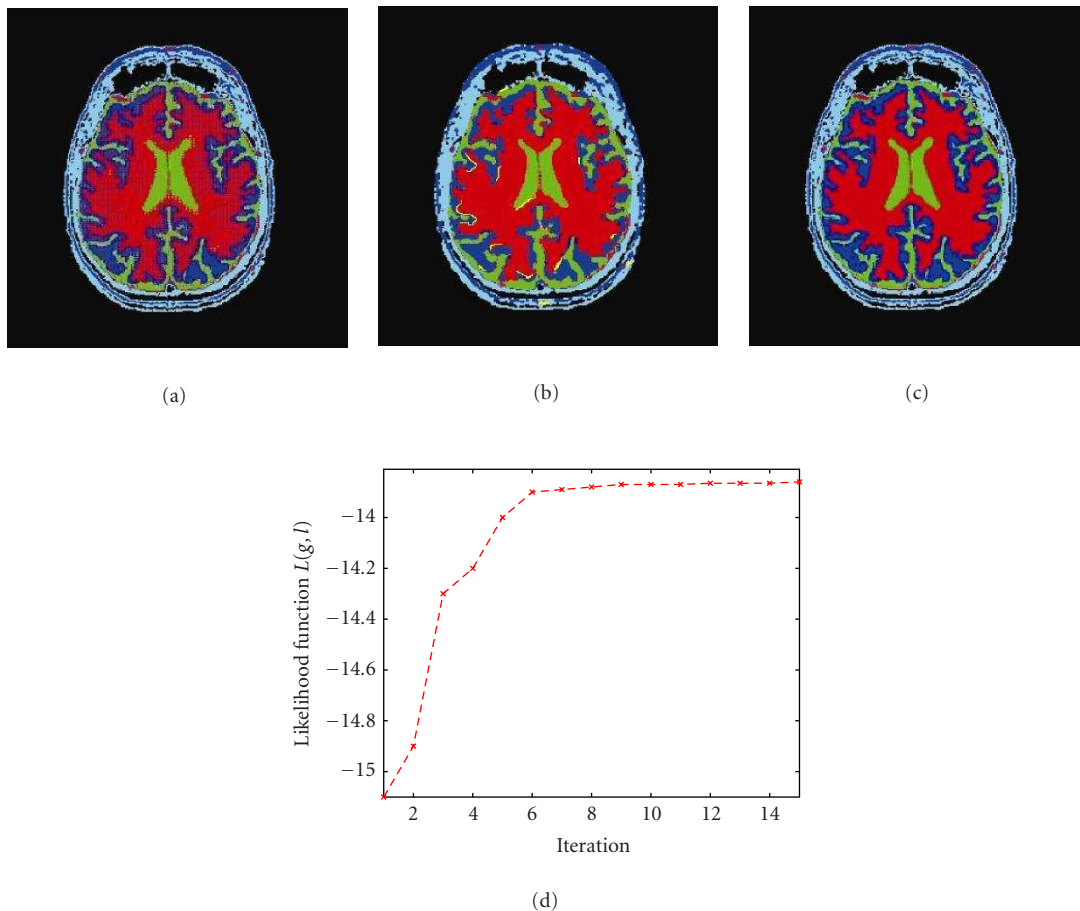 (a)
(b)
(c)
Likelihood function L(g, l)
−14
−14.2
−14.4
−14.6
−14.8
−15
2 4 6 8 10 12 14
Iteration
(d)